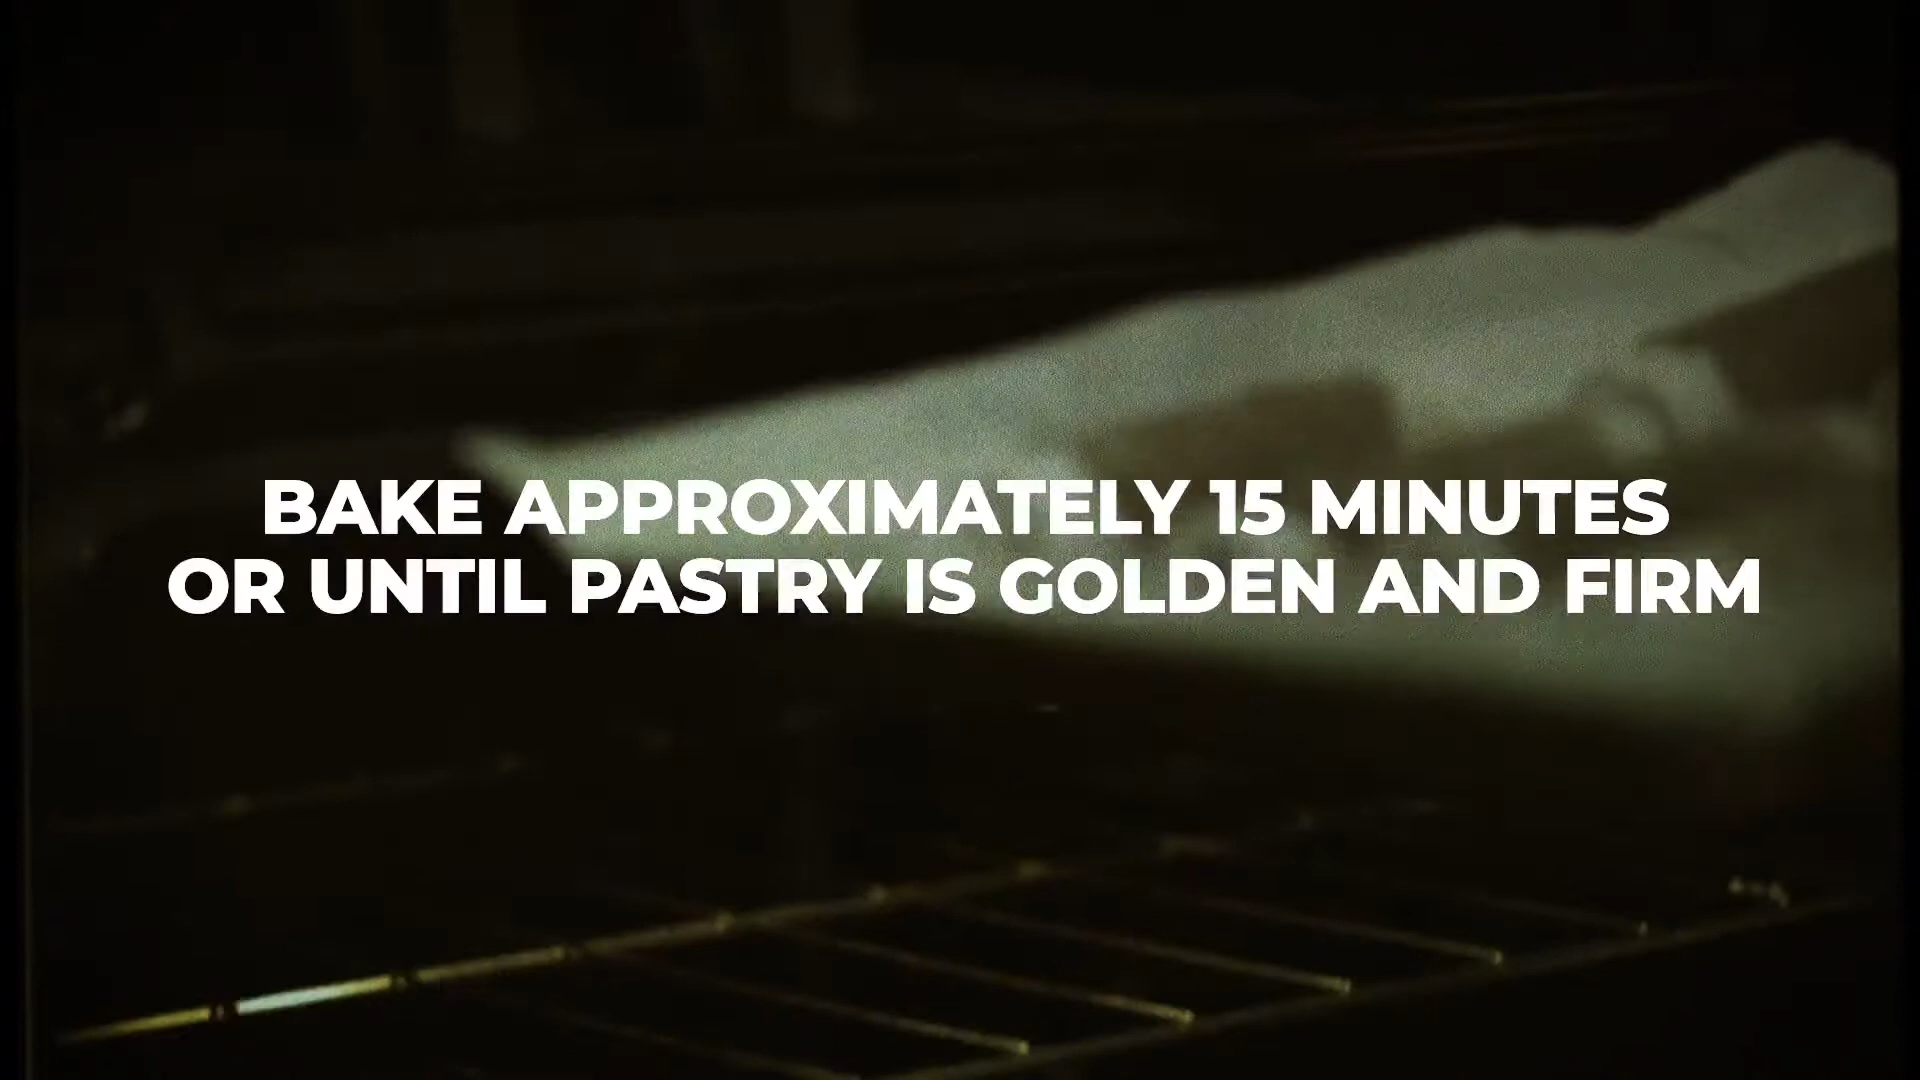 BAKE APPROXIMATELY 15 MINUTES
OR UNTIL PASTRY IS GOLDEN AND FIRM